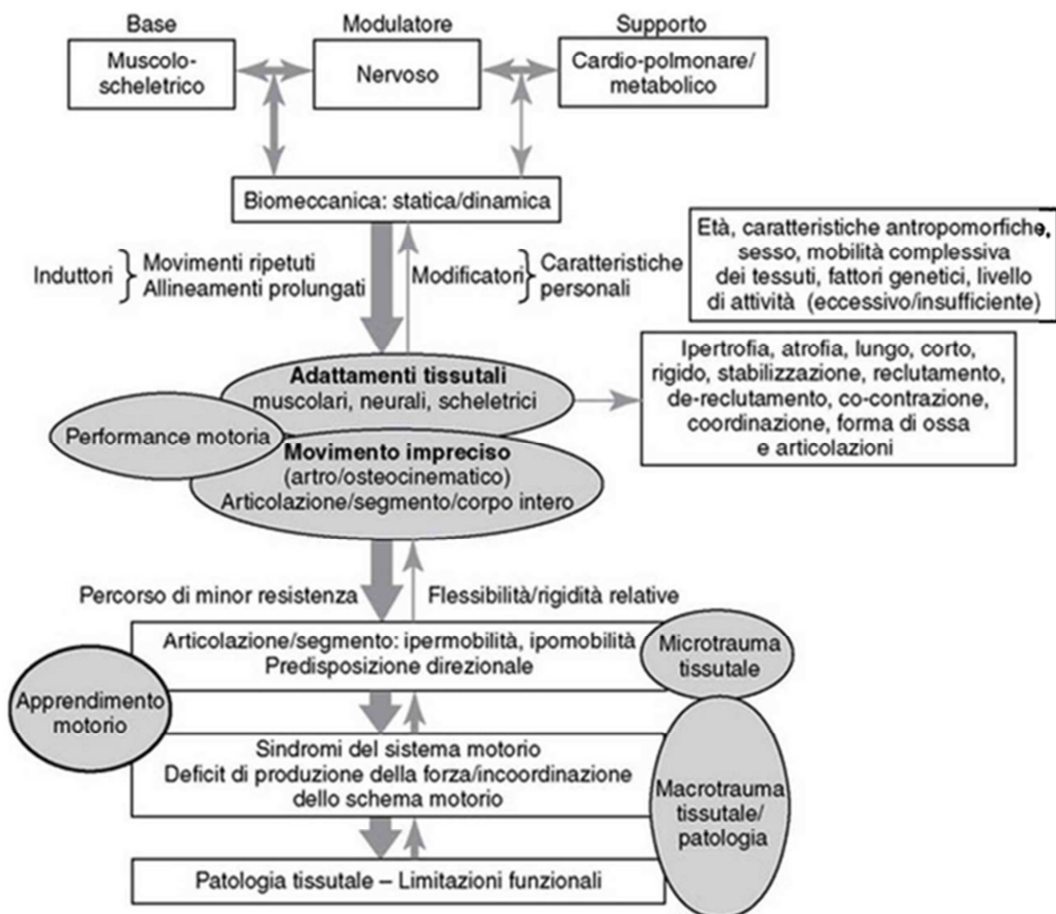 Base
Modulatore
Supporto
Muscolo-
scheletrico
Nervoso
Cardio-polmonare/
metabolico
Biomeccanica: statica/dinamica
Induttori
Movimenti ripetuti
Allineamenti prolungati
Modificatori
Caratteristiche
personali
Età, caratteristiche antropomorfiche,
sesso, mobilità complessiva
dei tessuti, fattori genetici, livello
di attività (eccessivo/insufficiente)
Adattamenti tissutali
muscolari, neurali, scheletrici
Ipertrofia, atrofia, lungo, corto,
rigido, stabilizzazione, reclutamento,
de-reclutamento, co-contrazione,
coordinazione, forma di ossa
e articolazioni
Performance motoria
Movimento impreciso
(artro/osteocinematico)
Articolazione/segmento/corpo intero
Percorso di minor resistenza
Flessibilità/rigidità relative
Articolazione/segmento: ipermobilità, ipomobilità
Predisposizione direzionale
Microtrauma
tissutale
Apprendimento
motorio
Sindromi del sistema motorio
Deficit di produzione della forza/incoordinazione
dello schema motorio
Macrotrauma
tissutale/
patologia
Patologia tissutale – Limitazioni funzionali